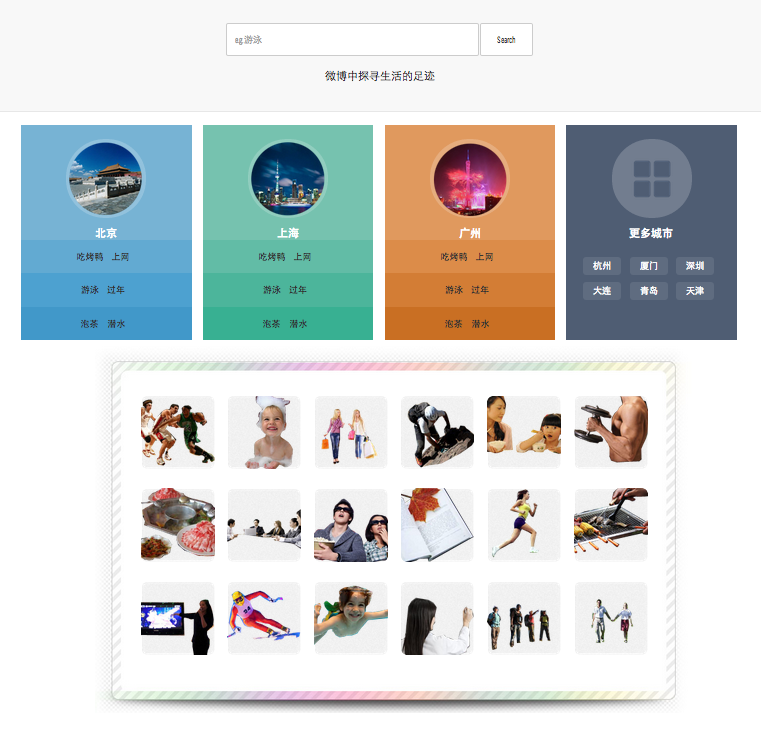 eg 游泳 Search
微博中探寻生活的足迹
北京 上海 广州 更多城市
吃烤鸭 上网 吃烤鸭 上网 吃烤鸭 上网 杭州 厦门 深圳
游泳 过年 游泳 过年 游泳 过年 大连 青岛 天津
泡茶 潜水 泡茶 潜水 泡茶 潜水